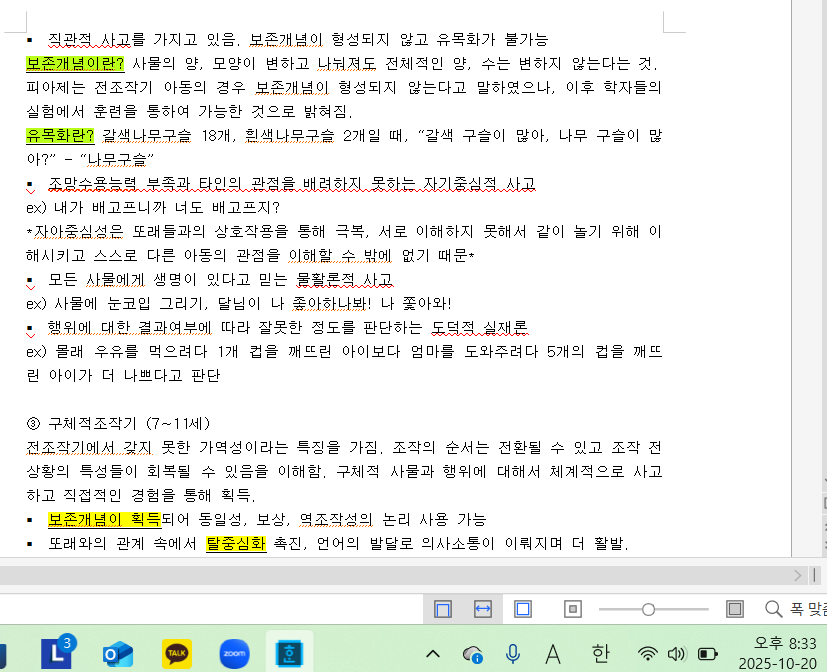 ▪ 직관적 사고를 가지고 있음. 보존개념이 형성되지 않고 유목화가 불가능
보존개념이란? 사물의 양, 모양이 변하고 나눠져도 전체적인 양, 수는 변하지 않는다는 것.
피아제는 전조작기 아동의 경우 보존개념이 형성되지 않는다고 말하였으나, 이후 학자들의
실험에서 훈련을 통하여 가능한 것으로 밝혀짐.
유목화란? 갈색나무구슬 18개, 흰색나무구슬 2개일 때, “갈색 구슬이 많아, 나무 구슬이 많
아?” - “나무구슬”
▪ 조망수용능력 부족과 타인의 관점을 배려하지 못하는 자기중심적 사고
ex) 내가 배고프니까 너도 배고프지?
*자아중심성은 또래들과의 상호작용을 통해 극복, 서로 이해하지 못해서 같이 놀기 위해 이
해시키고 스스로 다른 아동의 관점을 이해할 수 밖에 없기 때문*
▪ 모든 사물에게 생명이 있다고 믿는 물활론적 사고
ex) 사물에 눈코입 그리기, 달님이 나 좋아하나봐! 나 쫓아와!
▪ 행위에 대한 결과여부에 따라 잘못한 정도를 판단하는 도덕적 실재론
ex) 몰래 우유를 먹으려다 1개 컵을 깨뜨린 아이보다 엄마를 도와주려다 5개의 컵을 깨뜨
린 아이가 더 나쁘다고 판단
③ 구체적조작기 (7~11세)
전조작기에서 갖지 못한 가역성이라는 특징을 가짐. 조작의 순서는 전환될 수 있고 조작 전
상황의 특성들이 회복될 수 있음을 이해함. 구체적 사물과 행위에 대해서 체계적으로 사고
하고 직접적인 경험을 통해 획득.
▪ 보존개념이 획득되어 동일성, 보상, 역조작성의 논리 사용 가능
▪ 또래와의 관계 속에서 탈중심화 촉진, 언어의 발달로 의사소통이 이뤄지며 더 활발.
폭 맞춤
L 3 TALK zoom 한 A 한 오후 8:33
2025-10-20